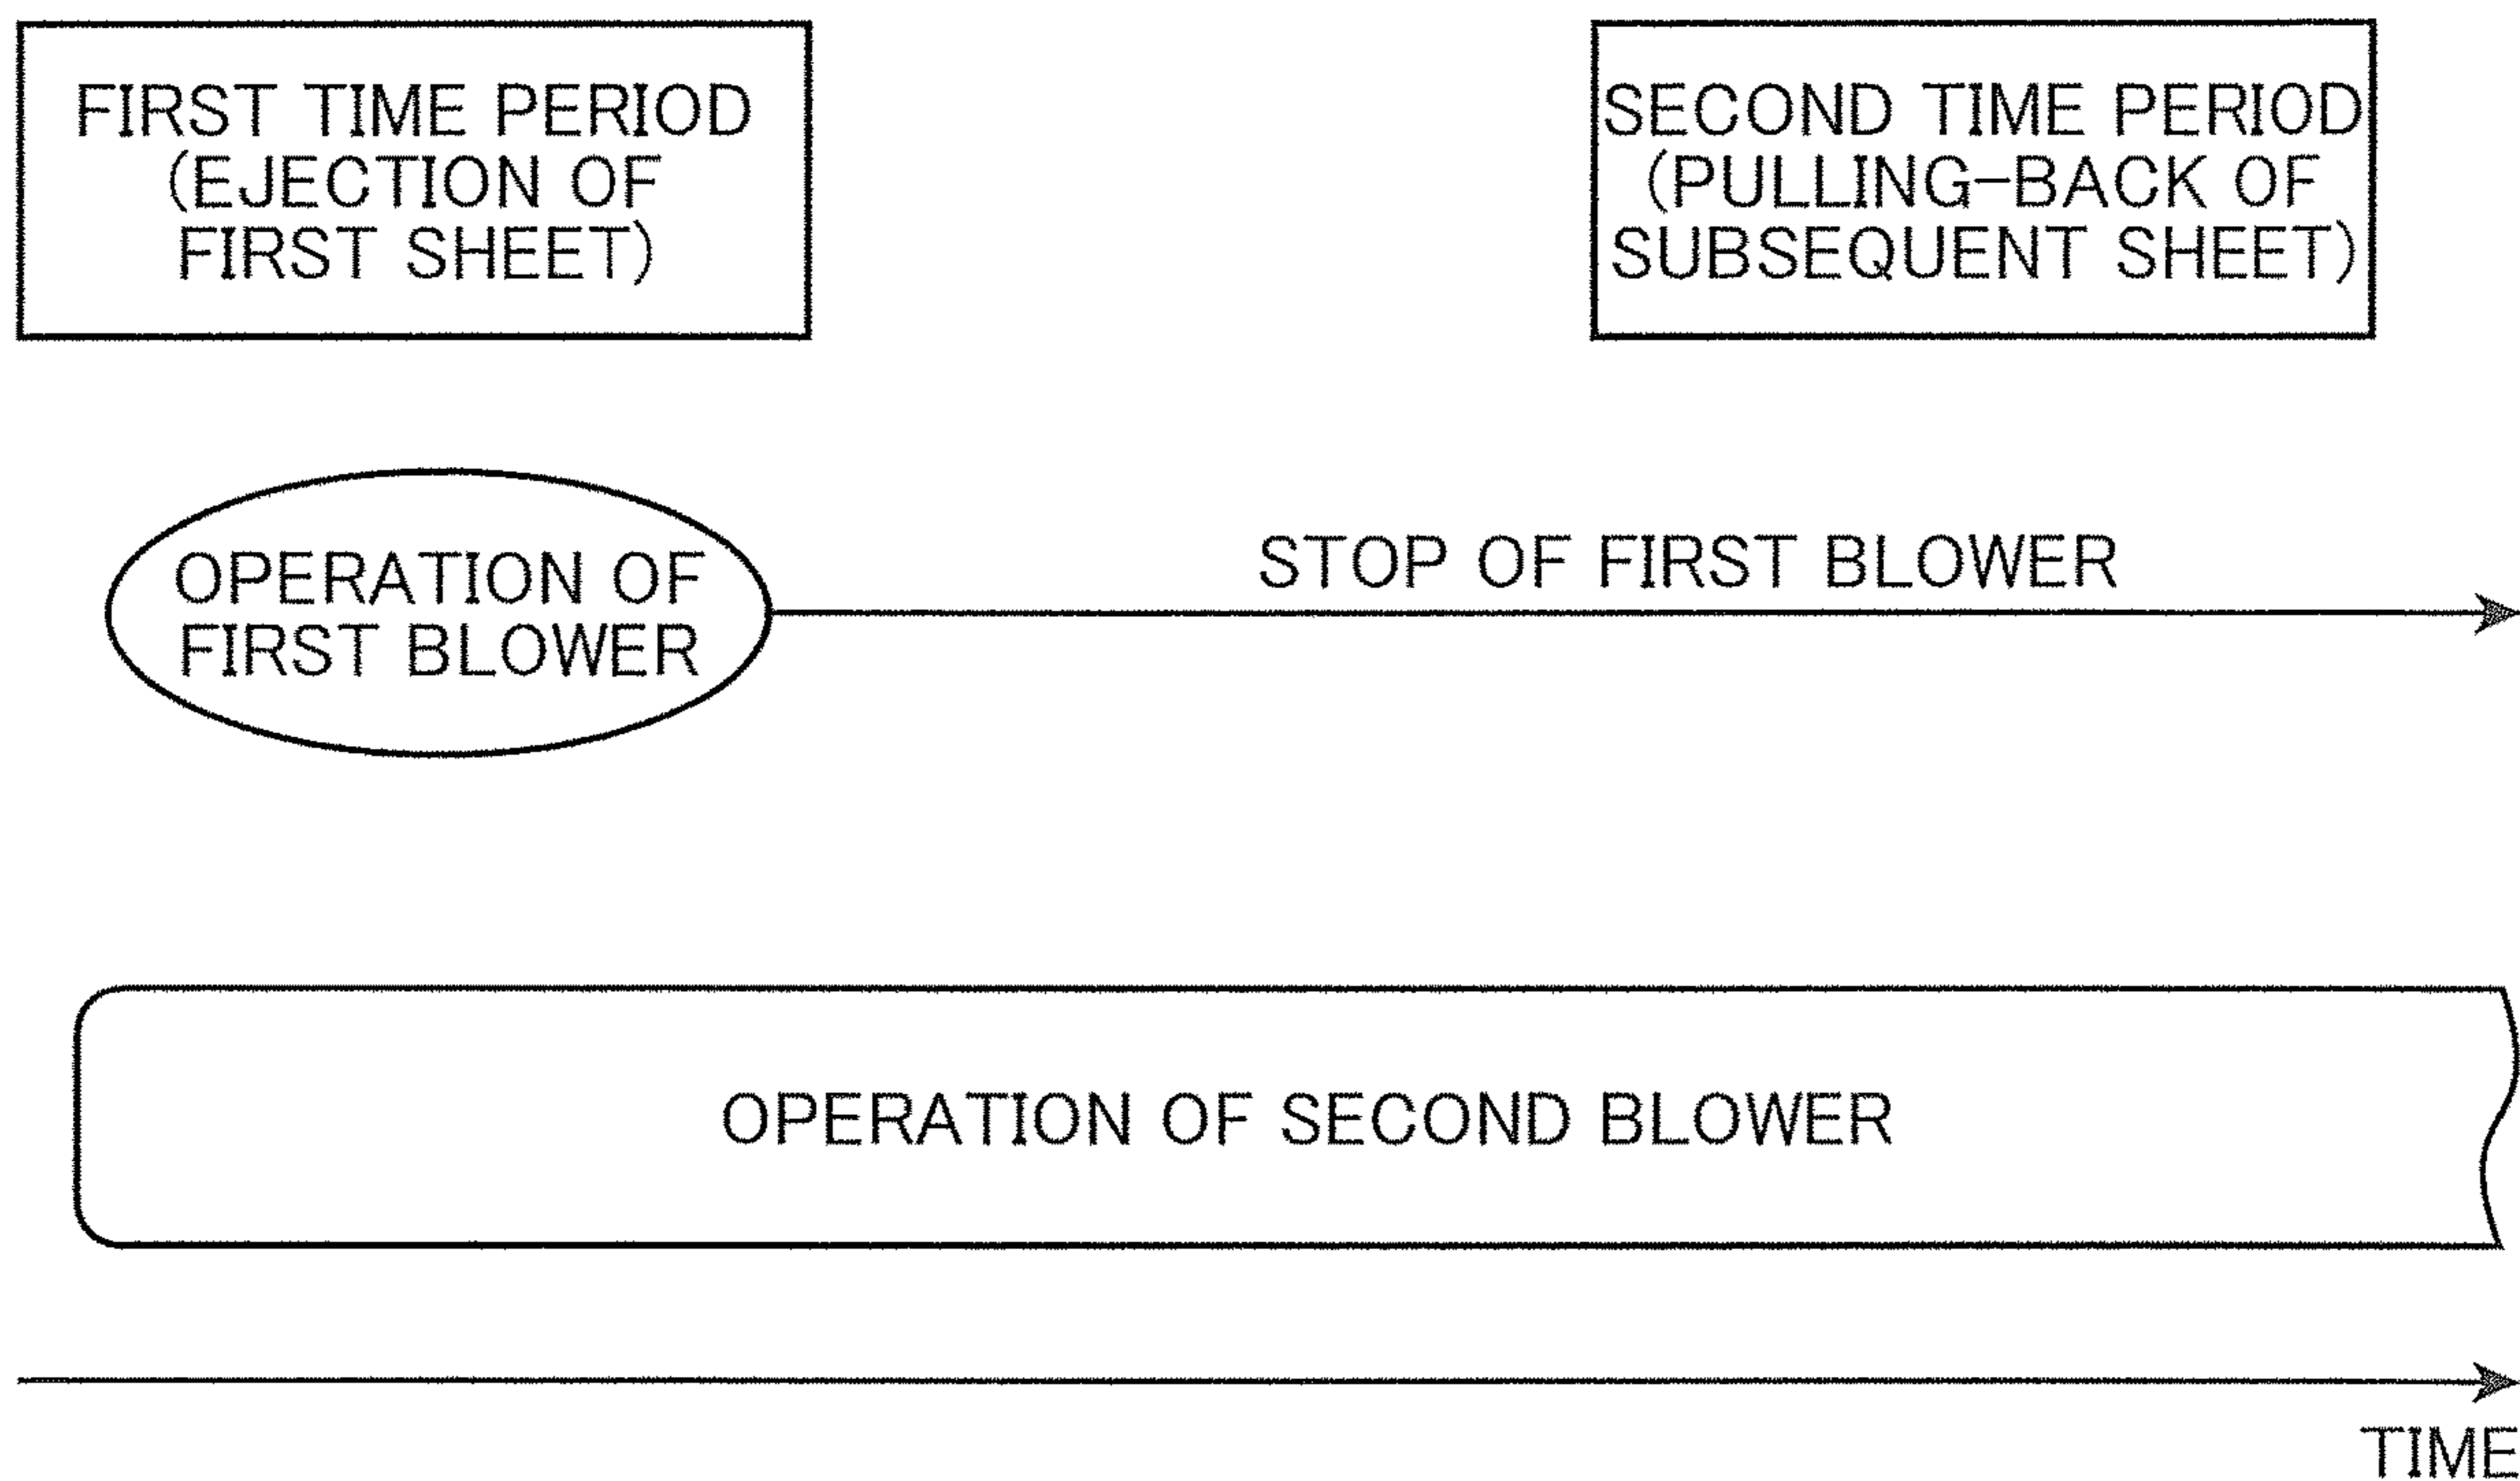 FIRST TIME PERIOD
(EJECTION OF
FIRST SHEET)
SECOND TIME PERIOD
(PULLING-BACK OF
SUBSEQUENT SHEET)
OPERATION OF
FIRST BLOWER
STOP OF FIRST BLOWER
OPERATION OF SECOND BLOWER
TIME